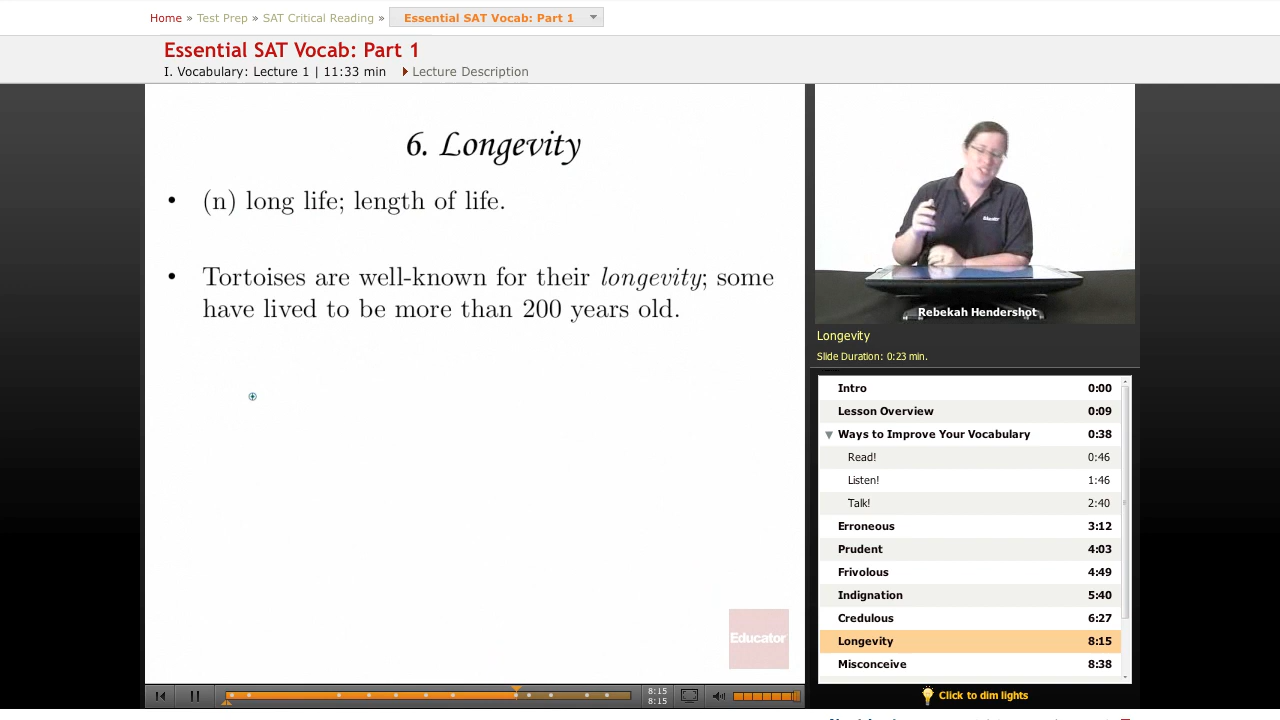 Home » Test Prep » SAT Critical Reading » Essential SAT Vocab: Part 1
Essential SAT Vocab: Part 1
I. Vocabulary: Lecture 1 | 11:33 min Lecture Description
6. Longevity
• (n) long life; length of life.
• Tortoises are well-known for their longevity; some
have lived to be more than 200 years old.
Educator
Rebekah Hendershot
Longevity
Slide Duration: 0:23 min.
Intro 0:00
Lesson Overview 0:09
Ways to Improve Your Vocabulary 0:38
Read! 0:46
Listen! 1:46
Talk! 2:40
Erroneous 3:12
Prudent 4:03
Frivolous 4:49
Indignation 5:40
Credulous 6:27
Longevity 8:15
Misconceive 8:38
8:15
8:15
Click to dim lights